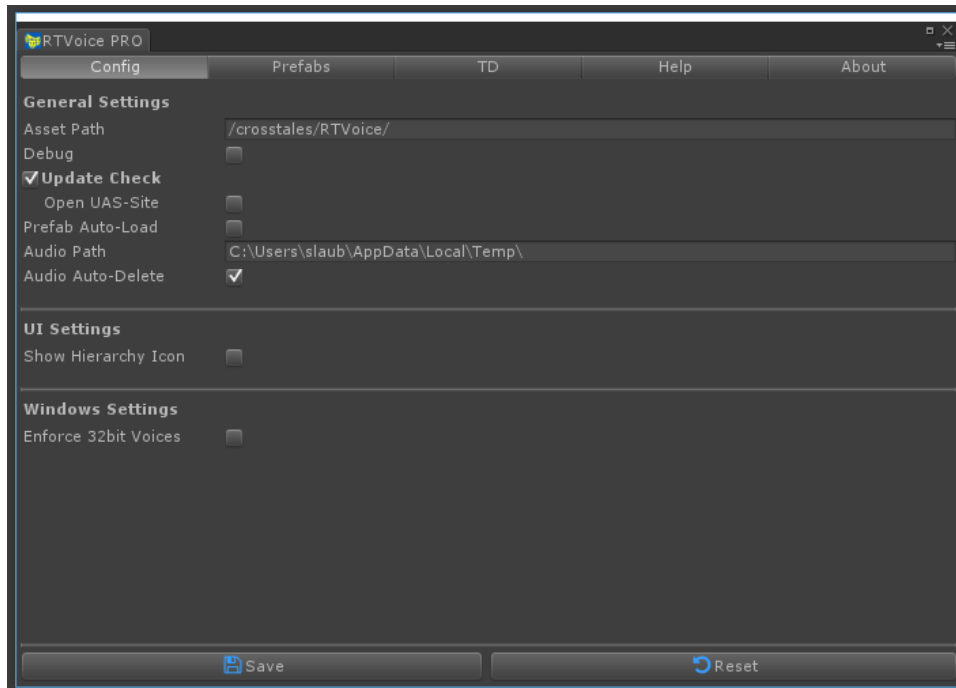 RTVoice PRO
Config Prefabs TD Help About
General Settings
Asset Path /crosstales/RTVoice/
Debug
Update Check
Open UAS-Site
Prefab Auto-Load
Audio Path C:\Users\slaub\AppData\Local\Temp\
Audio Auto-Delete
UI Settings
Show Hierarchy Icon
Windows Settings
Enforce 32bit Voices
Save Reset